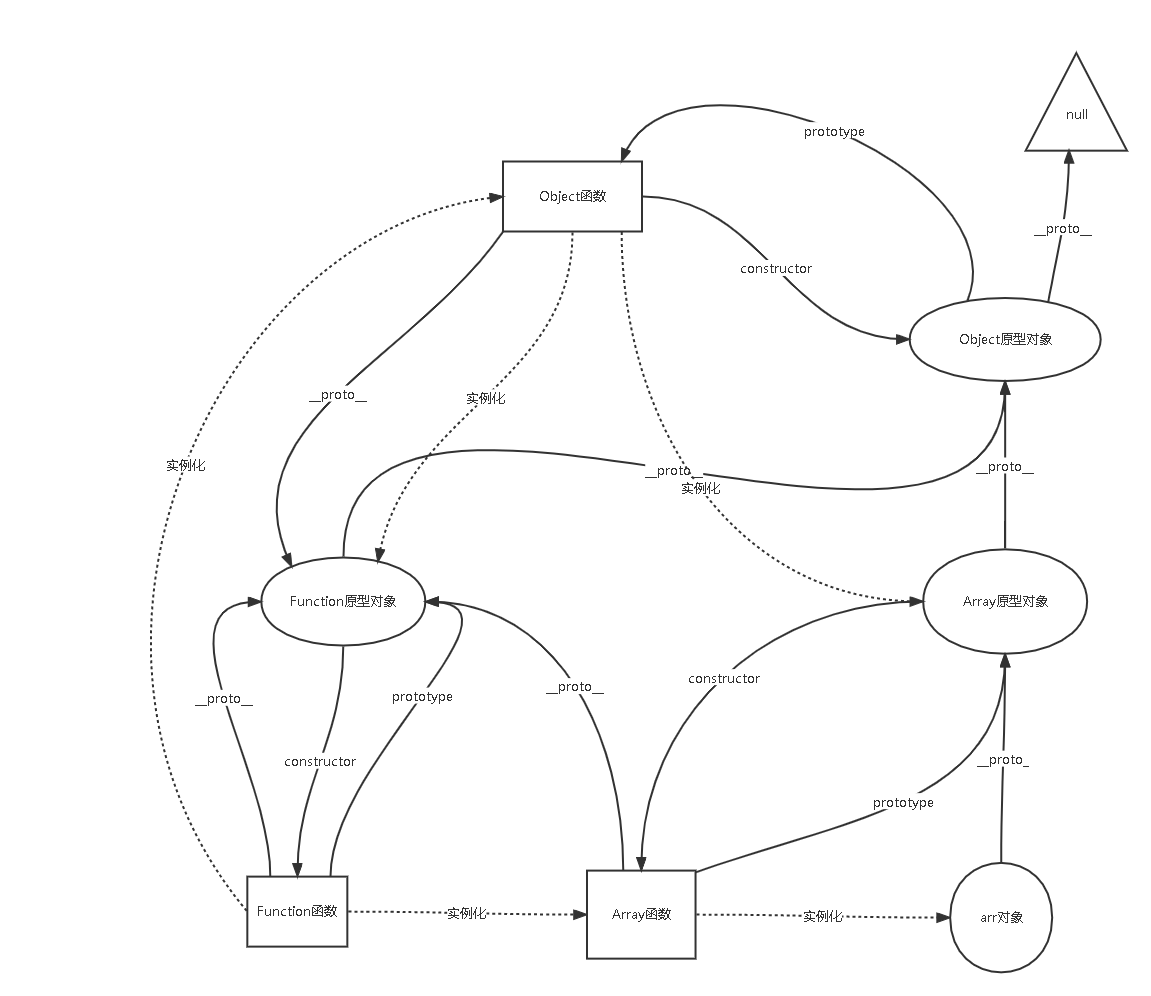 null
prototype
Object函数
__proto__
constructor
Object原型对象
__proto__
实例化
实例化
__proto__
__proto__
实例化
Function原型对象
Array原型对象
constructor
__proto__
prototype
__proto__
constructor
__proto_
prototype
Function函数
实例化
Array函数
实例化
arr对象